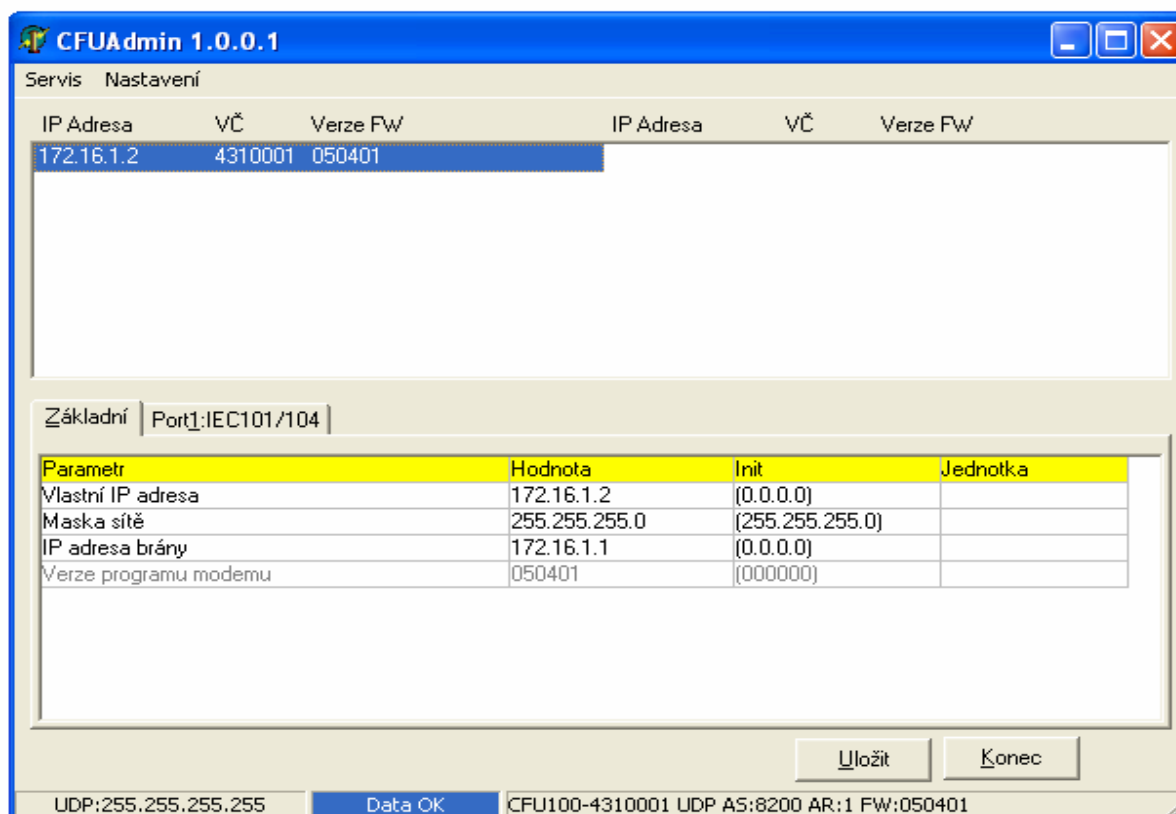 CFUAdmin 1.0.0.1
Servis Nastavení
IP Adresa VČ Verze FW IP Adresa VČ Verze FW
172.16.1.2 4310001 050401
Základní Port1:IEC101/104
Parametr Hodnota Init Jednotka
Vlastní IP adresa 172.16.1.2 (0.0.0.0)
Maska sítě 255.255.255.0 (255.255.255.0)
IP adresa brány 172.16.1.1 (0.0.0.0)
Verze programu modemu 050401 (000000)
Uložit Konec
UDP:255.255.255.255 Data OK CFU100-4310001 UDP AS:8200 AR:1 FW:050401